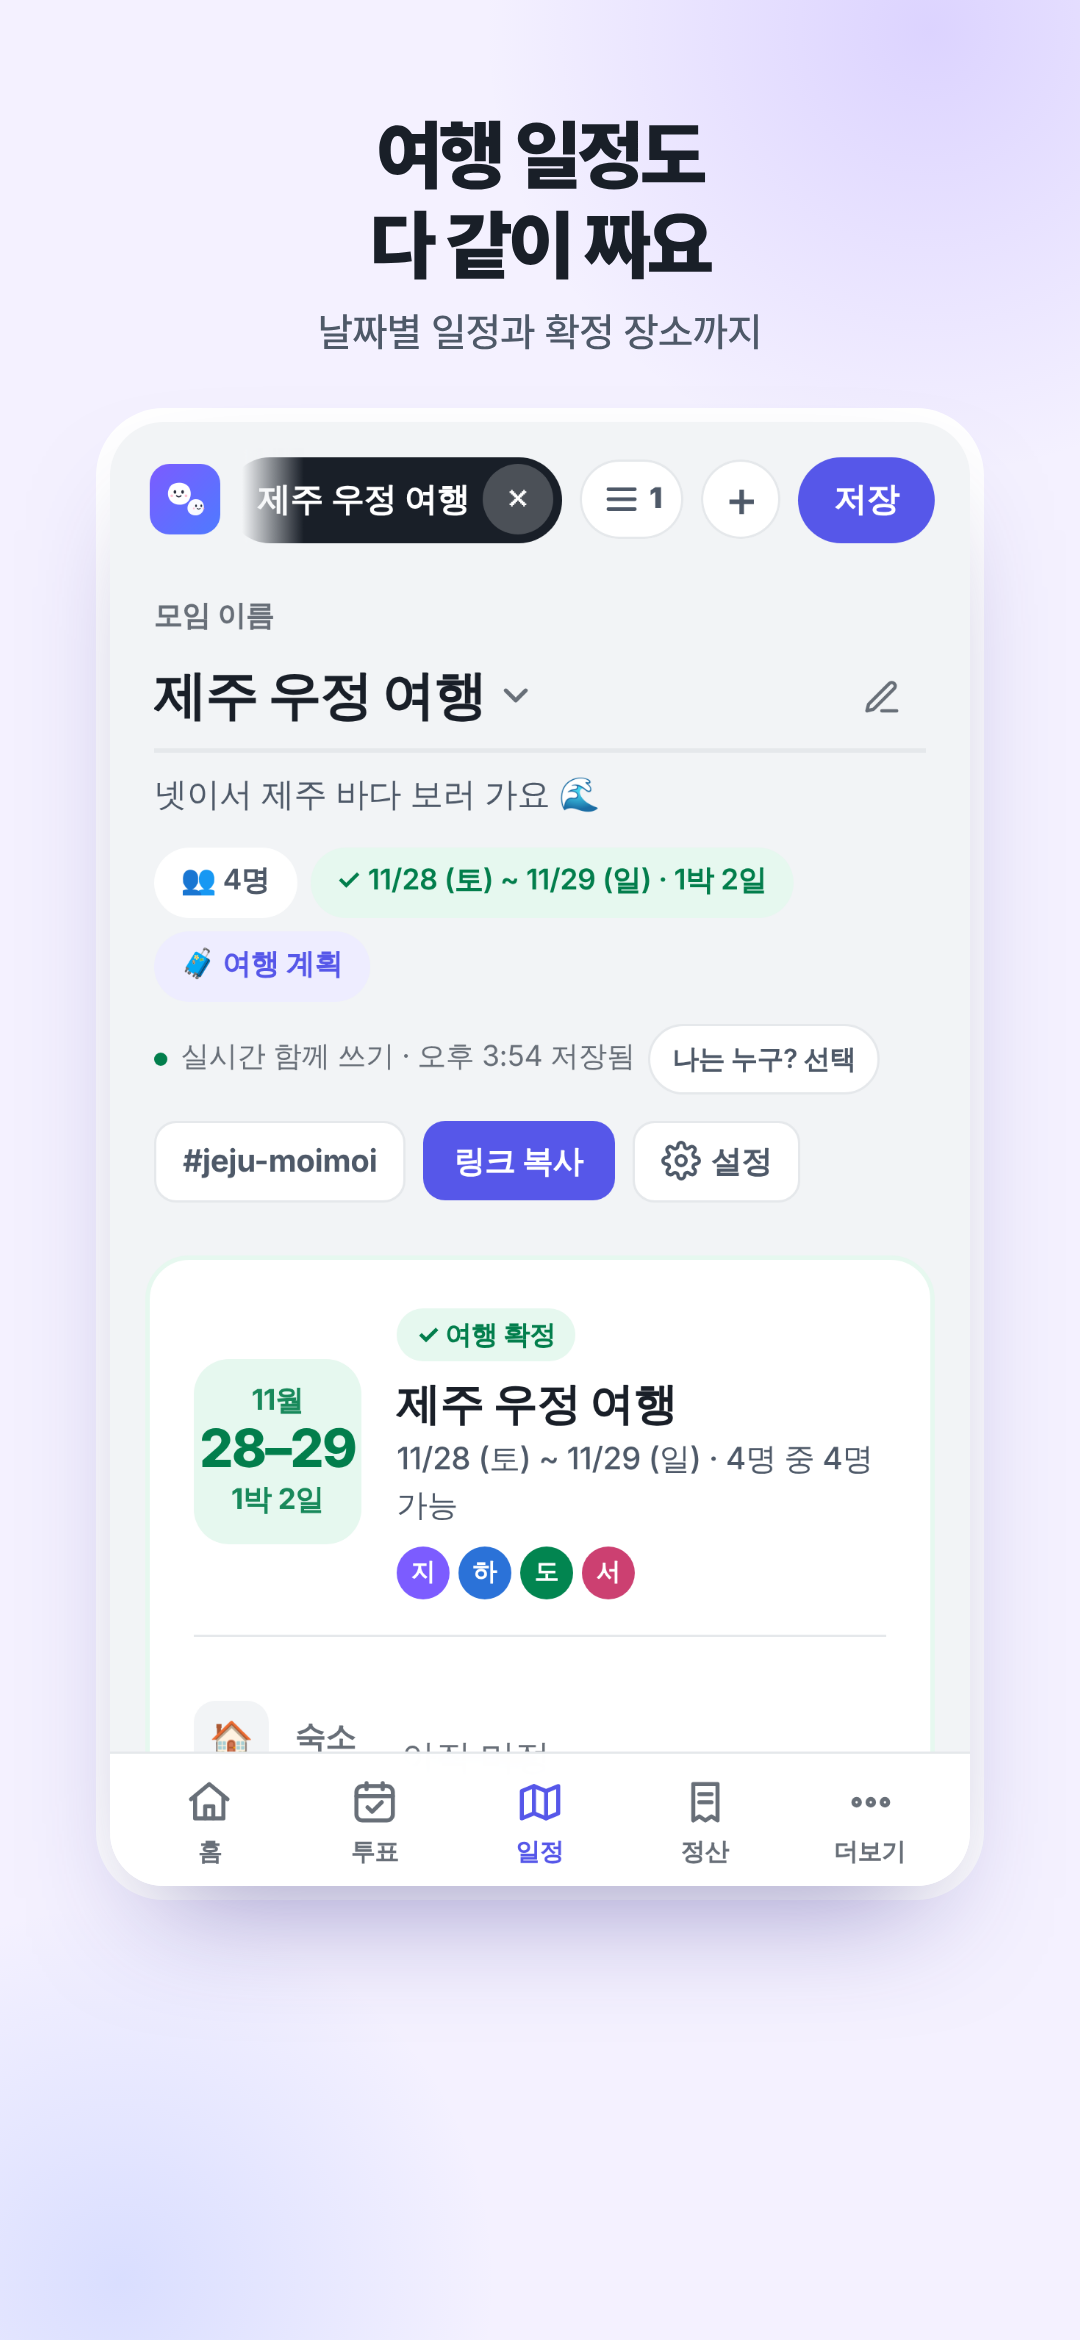 여행 일정도
다 같이 짜요
날짜별 일정과 확정 장소까지
제주 우정 여행 ×
1 + 저장
모임 이름
제주 우정 여행
넷이서 제주 바다 보러 가요 🌊
👥 4명
✓ 11/28 (토) ~ 11/29 (일) · 1박 2일
🧳 여행 계획
실시간 함께 쓰기 · 오후 3:54 저장됨
나는 누구? 선택
#jeju-moimoi
링크 복사
설정
11월
28–29
1박 2일
✓ 여행 확정
제주 우정 여행
11/28 (토) ~ 11/29 (일) · 4명 중 4명
가능
지 하 도 서
숙소
홈
투표
일정
정산
더보기